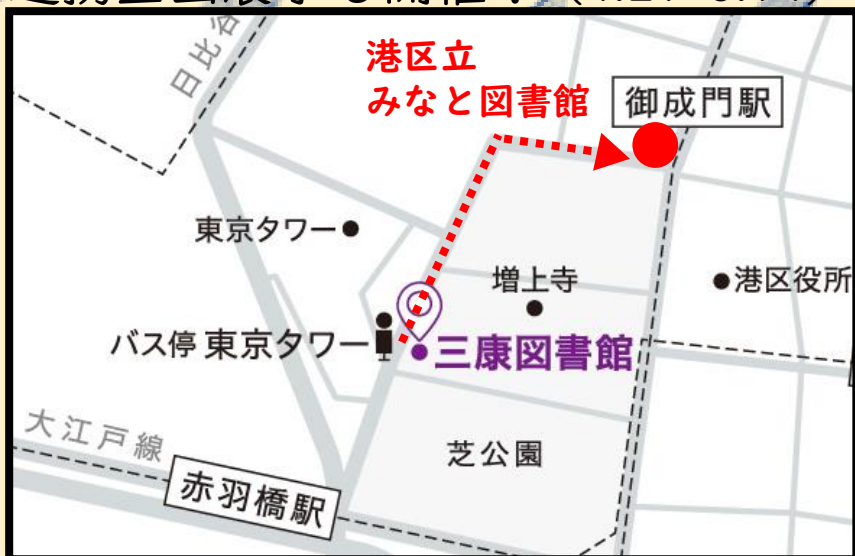 開催
港区立
みなと図書館
御成門駅
日比谷
東京タワー
増上寺
港区役所
バス停 東京タワー
三康図書館
大江戸線
芝公園
赤羽橋駅